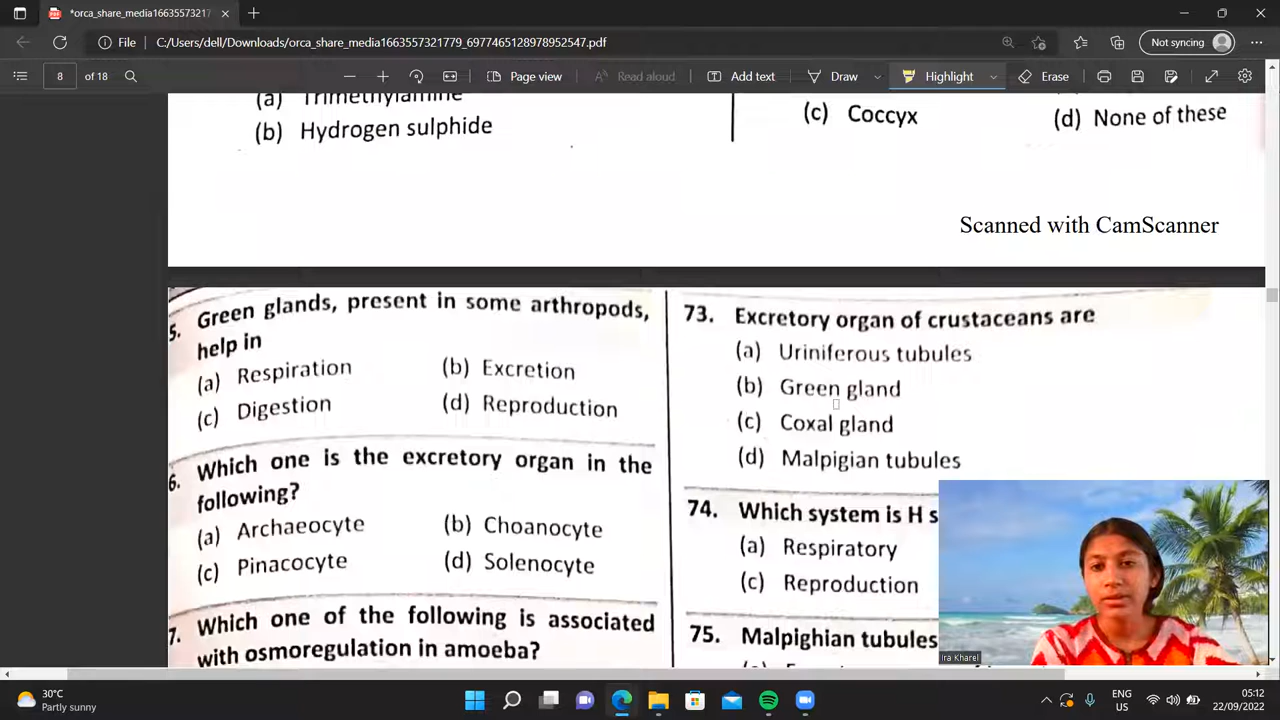 *orca_share_media1663557321
File
C:/Users/dell/Downloads/orca_share_media1663557321779_6977465128978952547.pdf
Not syncing
8 of 18
Page view
Read aloud
Add text
Draw
Highlight
Erase
(a) Trimethylamine
(b) Hydrogen sulphide
(c) Coccyx
(d) None of these
Scanned with CamScanner
5. Green glands, present in some arthropods,
help in
(a) Respiration
(b) Excretion
(c) Digestion
(d) Reproduction
6. Which one is the excretory organ in the
following?
(a) Archaeocyte
(b) Choanocyte
(c) Pinacocyte
(d) Solenocyte
7. Which one of the following is associated
with osmoregulation in amoeba?
73. Excretory organ of crustaceans are
(a) Uriniferous tubules
(b) Green gland
(c) Coxal gland
(d) Malpigian tubules
74. Which system is H s
(a) Respiratory
(c) Reproduction
75. Malpighian tubules
Ira Kharel
30°C
Partly sunny
ENG
US
05:12
22/09/2022